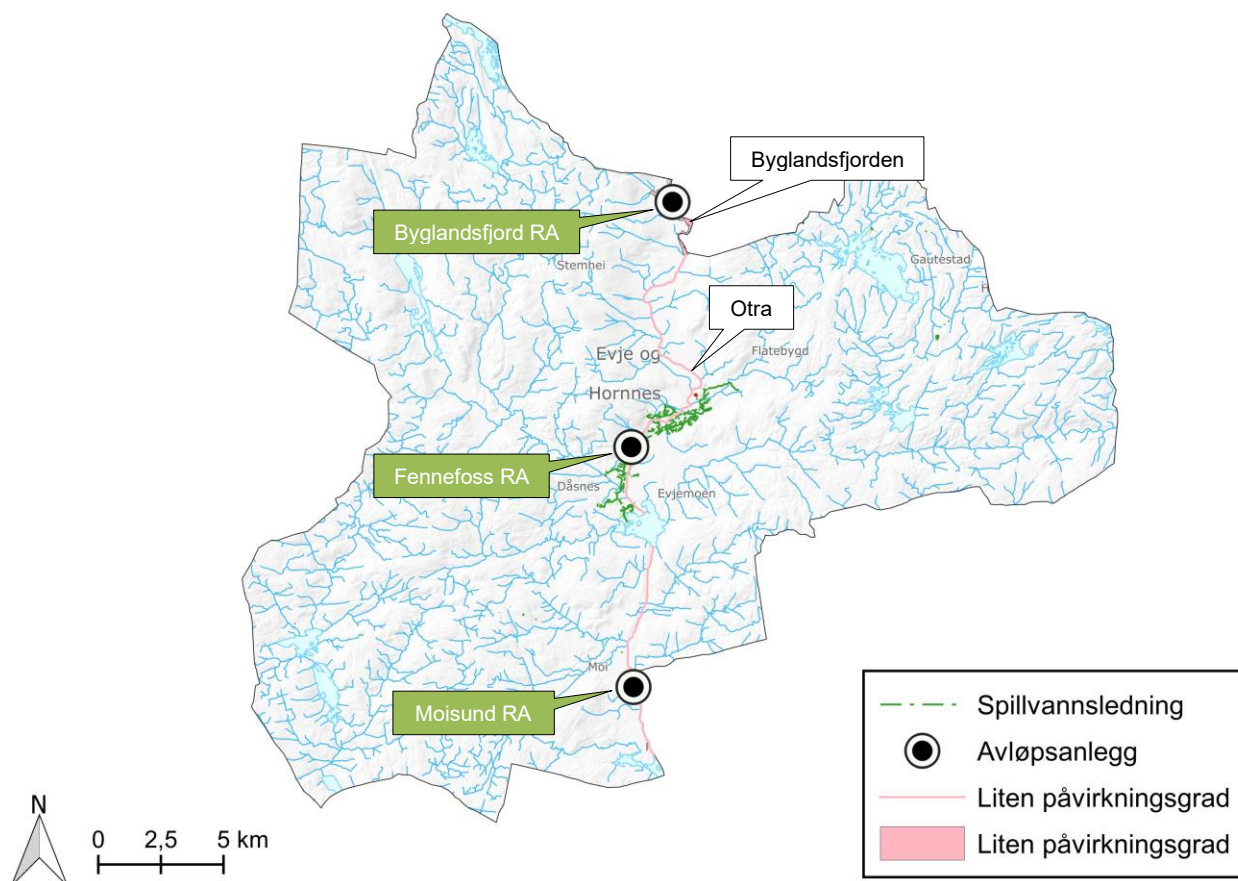 Byglandsfjorden
Byglandsfjord RA
Stemhei
Gautestad
H
Otra
Evje og
Hornnes
Flatebygd
Fennefoss RA
Dåsnes
Evjemoen
Moi
Moisund RA
Spillvannsledning
Avløpsanlegg
Liten påvirkningsgrad
Liten påvirkningsgrad
N
0 2,5 5 km